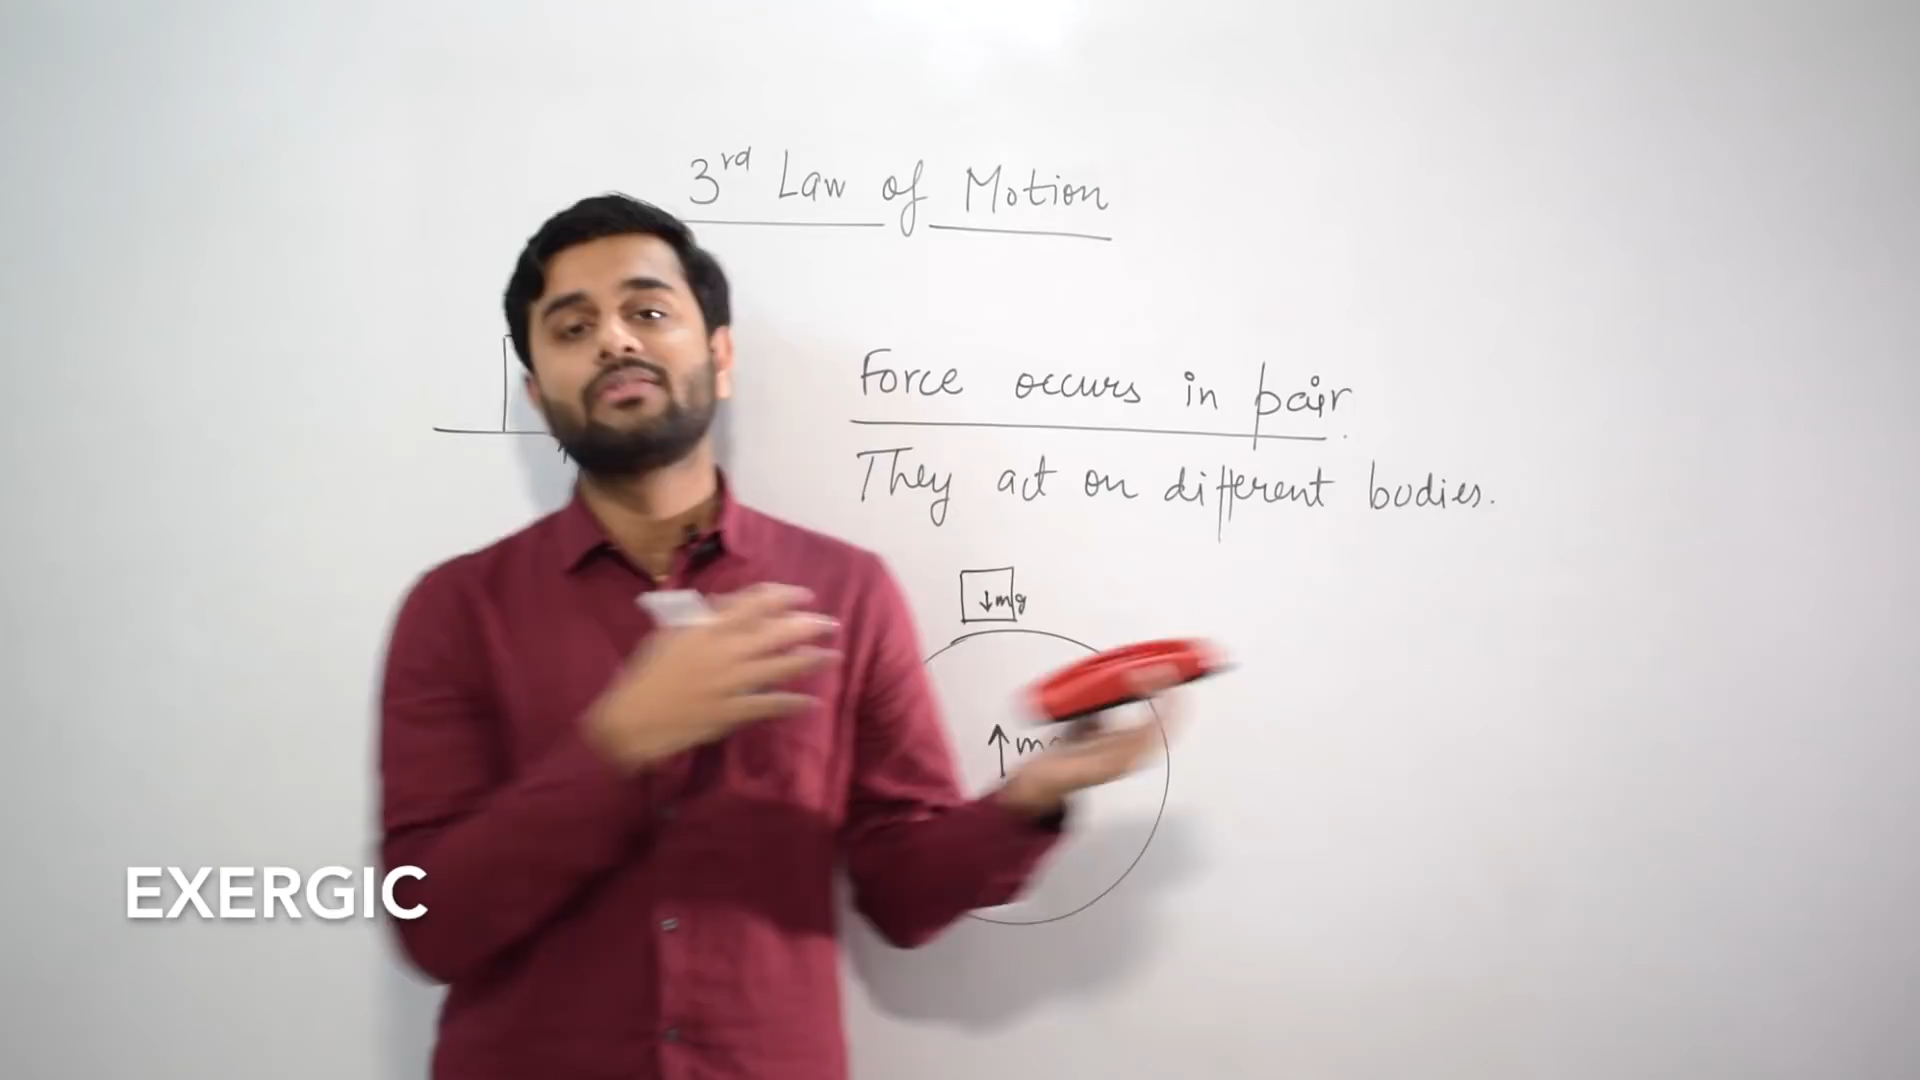 3rd Law of Motion
Force occurs in pair.
They act on different bodies.
↓mg
↑m
EXERGIC